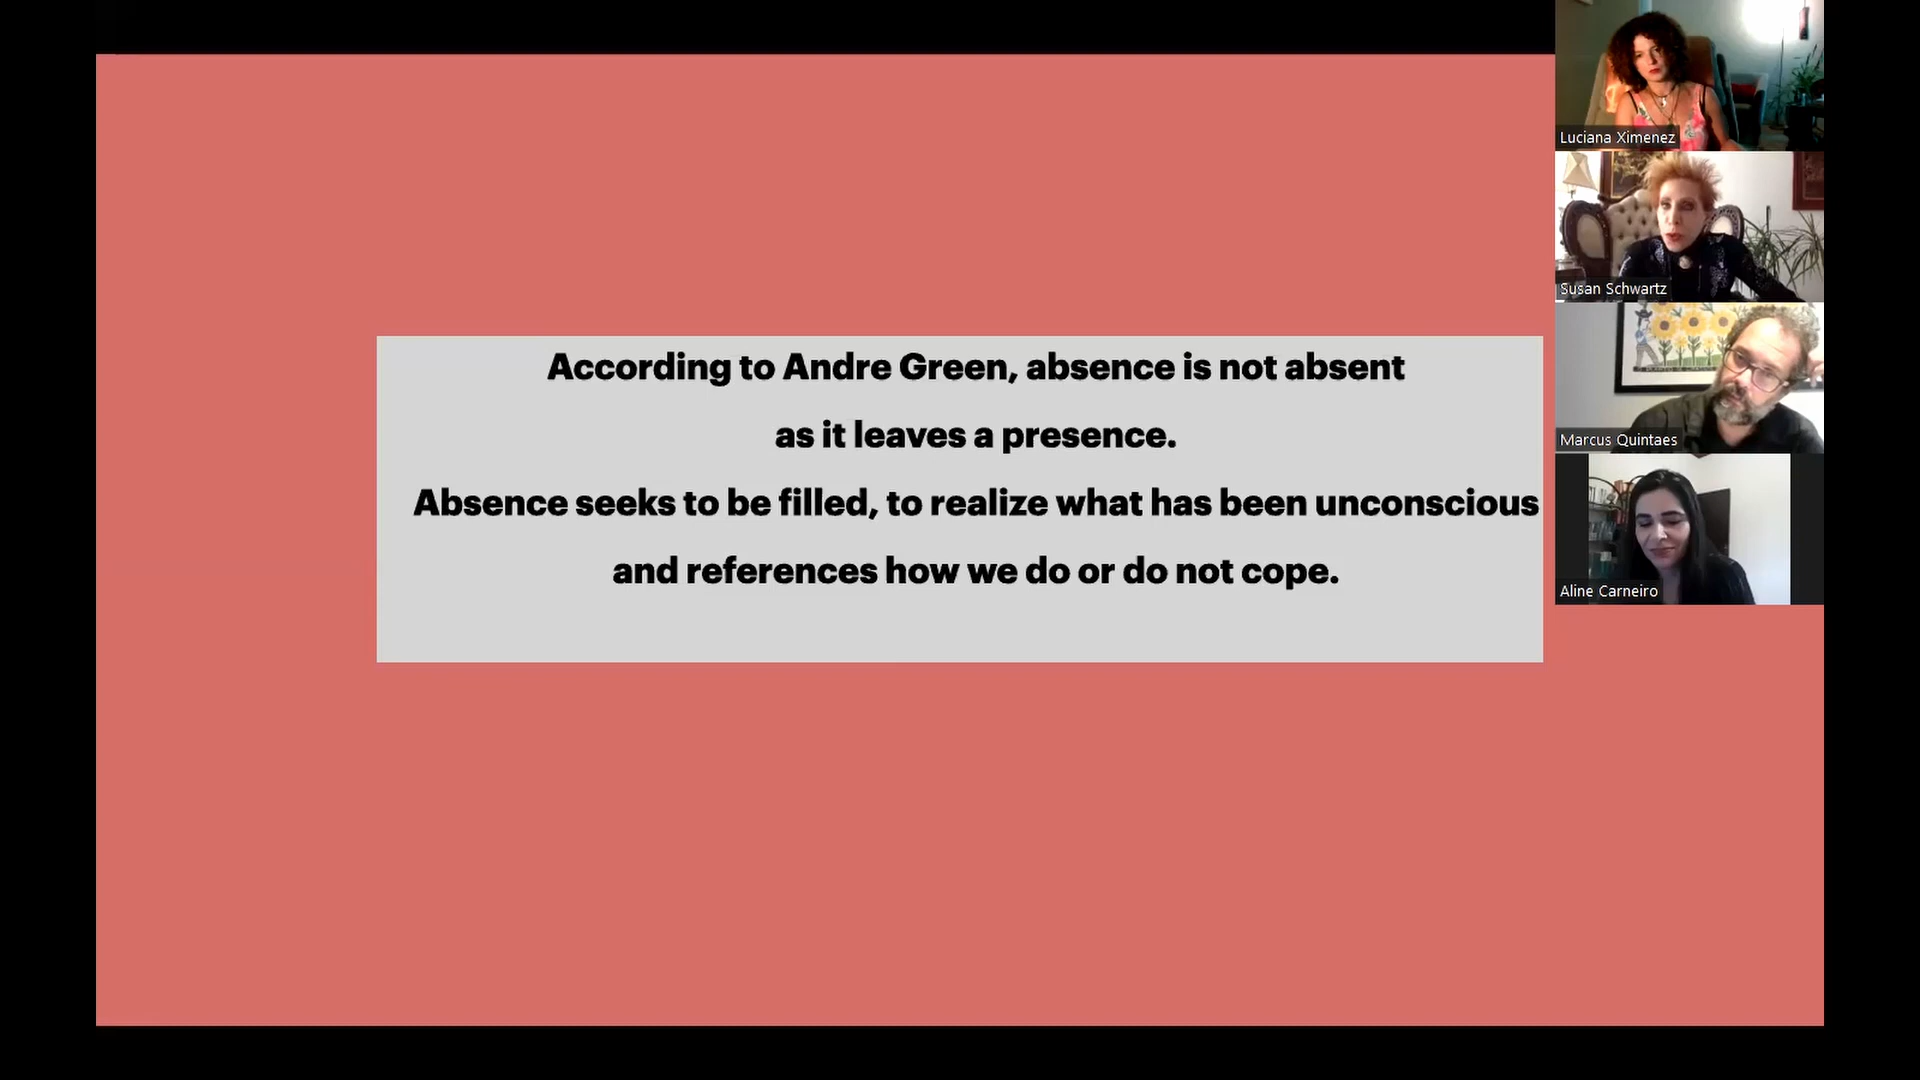 According to Andre Green, absence is not absent
as it leaves a presence.
Absence seeks to be filled, to realize what has been unconscious
and references how we do or do not cope.
Luciana Ximenez
Susan Schwartz
Marcus Quintaes
Aline Carneiro